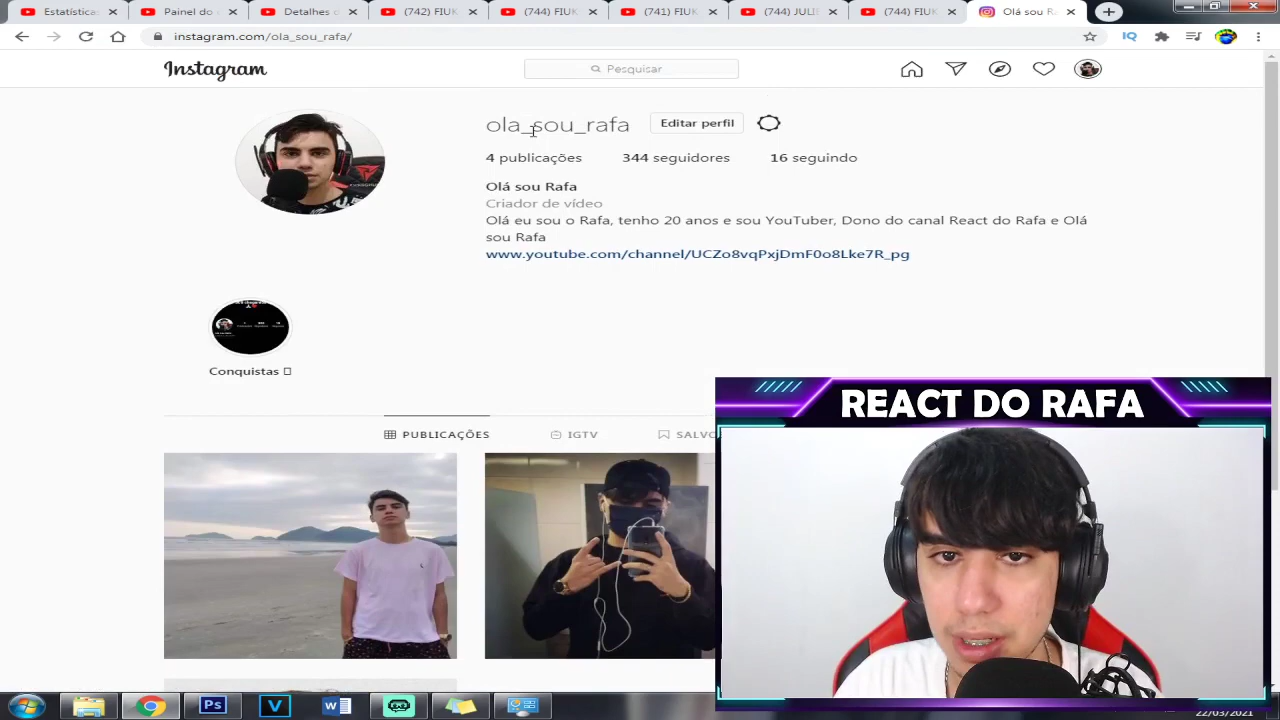 Estatística:
Painel do
Detalhes o
(742) FIUK
(744)
(741) FIUK
(744) JULI
(744) FIUK
Olá sou Ra
instagram.com/ola_sou_rafa/
IQ
Instagram
Pesquisar
ola_sou_rafa
Editar perfil
4 publicações 344 seguidores 16 seguindo
Olá sou Rafa
Criador de vídeo
Olá eu sou o Rafa, tenho 20 anos e sou YouTuber, Dono do canal React do Rafa e Olá
sou Rafa
www.youtube.com/channel/UCZo8vqPxjDmF0o8Lke7R_pg
Conquistas
REACT DO RAFA
PUBLICAÇÕES IGTV SALVO
Ps
V
W
22/03/2021